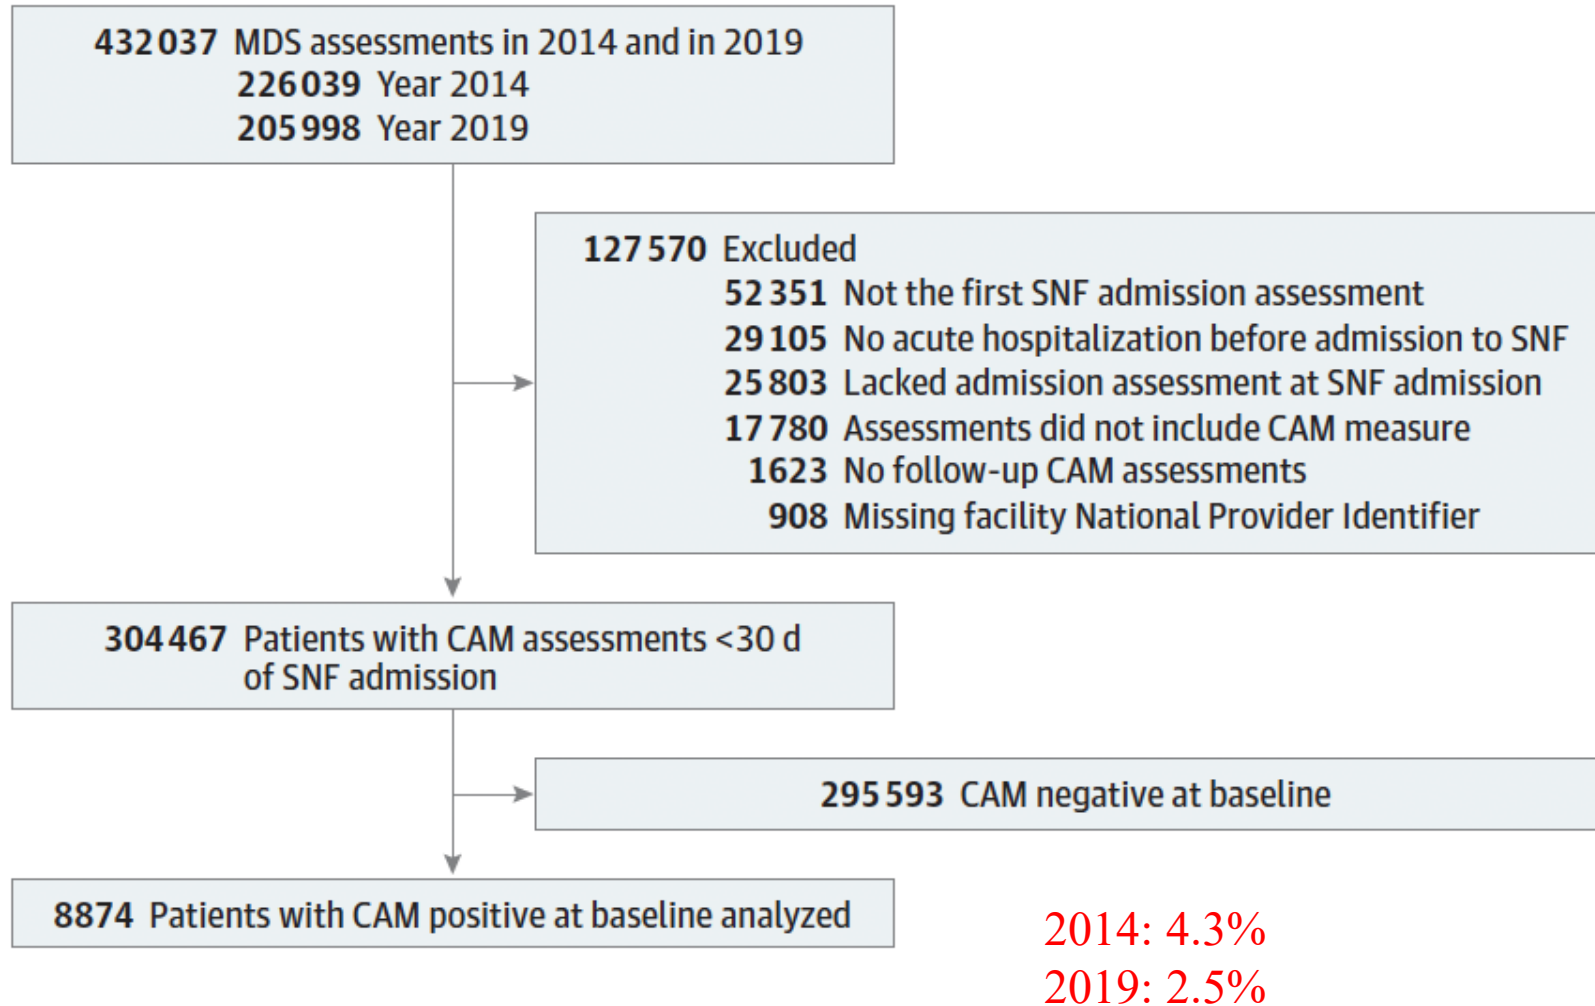 432 037 MDS assessments in 2014 and in 2019
226 039 Year 2014
205 998 Year 2019
127 570 Excluded
52 351 Not the first SNF admission assessment
29 105 No acute hospitalization before admission to SNF
25 803 Lacked admission assessment at SNF admission
17 780 Assessments did not include CAM measure
1623 No follow-up CAM assessments
908 Missing facility National Provider Identifier
304 467 Patients with CAM assessments <30 d
of SNF admission
295 593 CAM negative at baseline
8874 Patients with CAM positive at baseline analyzed
2014: 4.3%
2019: 2.5%